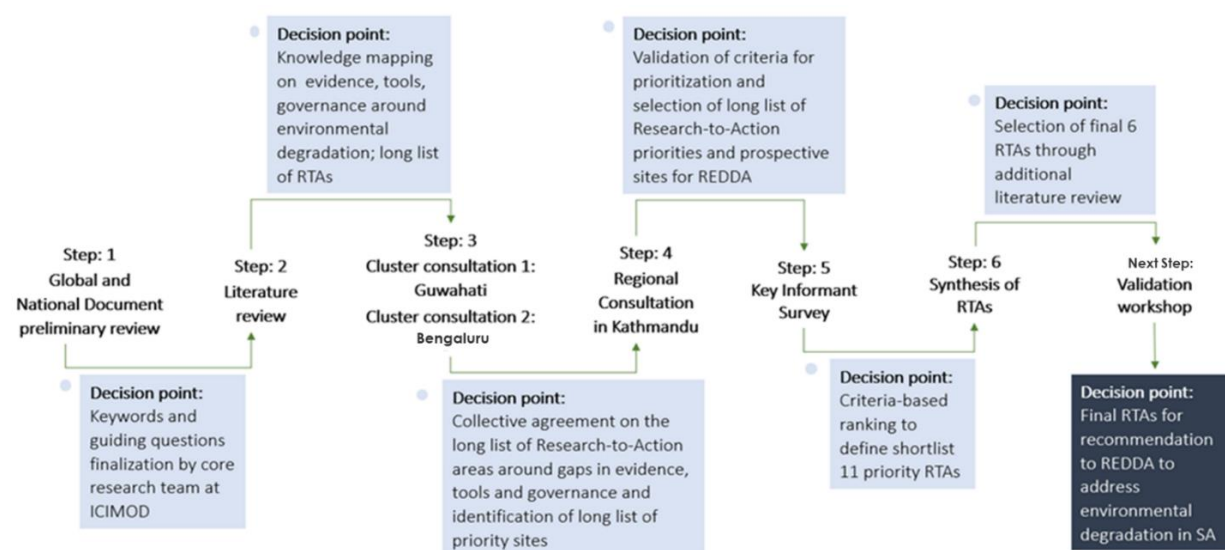 Decision point:
Knowledge mapping
on evidence, tools,
governance around
environmental
degradation; long list
of RTAs
Decision point:
Validation of criteria for
prioritization and
selection of long list of
Research-to-Action
priorities and prospective
sites for REDDA
Decision point:
Selection of final 6
RTAs through
additional
literature review
Step: 1
Global and
National Document
preliminary review
Step: 2
Literature
review
Step: 3
Cluster consultation 1:
Guwahati
Cluster consultation 2:
Bengaluru
Step: 4
Regional
Consultation
in Kathmandu
Step: 5
Key Informant
Survey
Step: 6
Synthesis of
RTAs
Next Step:
Validation
workshop
Decision point:
Keywords and
guiding questions
finalization by core
research team at
ICIMOD
Decision point:
Collective agreement on the
long list of Research-to-Action
areas around gaps in evidence,
tools and governance and
identification of long list of
priority sites
Decision point:
Criteria-based
ranking to
define shortlist
11 priority RTAs
Decision point:
Final RTAs for
recommendation
to REDDA to
address
environmental
degradation in SA